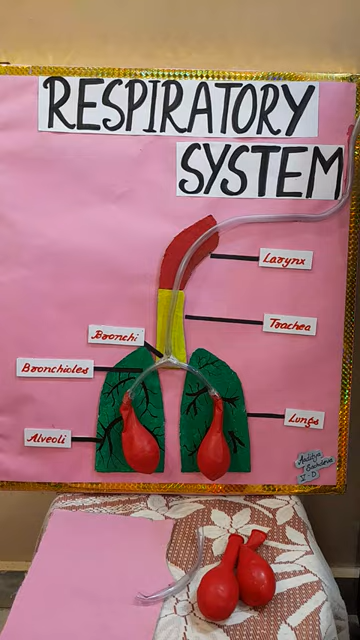 RESPIRATORY
SYSTEM
Larynx
Trachea
Bronchi
Bronchioles
Lungs
Alveoli
V-D